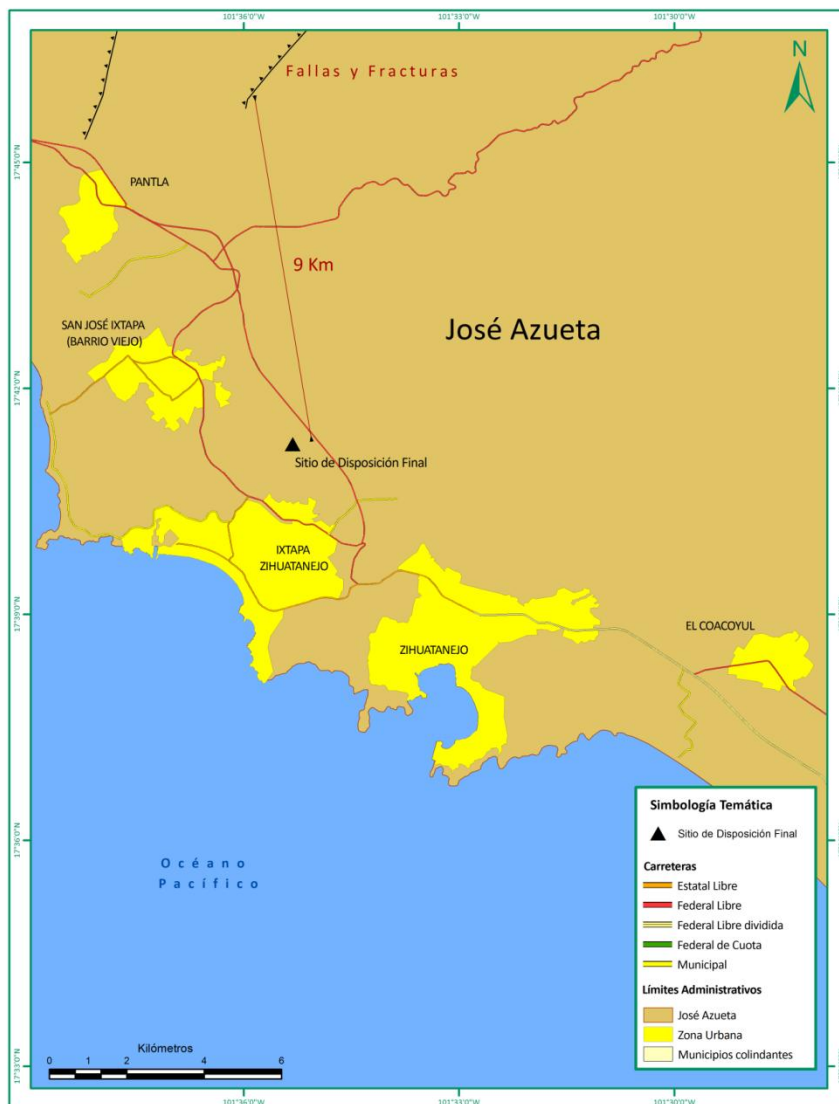 101°36'0"W
101°33'0"W
101°30'0"W
N
Fallas y Fracturas
17°45'0"N
PANTLA
9 Km
José Azueta
SAN JOSÉ IXTAPA
(BARRIO VIEJO)
17°42'0"N
Sitio de Disposición Final
IXTAPA
ZIHUATANEJO
17°39'0"N
ZIHUATANEJO
EL COACOYUL
17°36'0"N
Océano
Pacífico
Simbología Temática
Sitio de Disposición Final
Carreteras
Estatal Libre
Federal Libre
Federal Libre dividida
Federal de Cuota
Municipal
Límites Administrativos
José Azueta
Zona Urbana
Municipios colindantes
Kilómetros
0 1 2 4 6
17°33'0"N
101°36'0"W
101°33'0"W
101°30'0"W